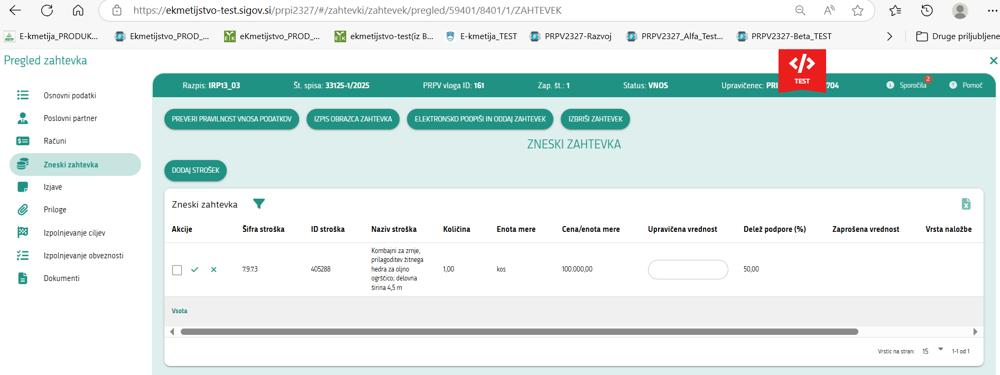 https://ekmetijstvo-test.sigov.si/prpi2327/#/zahtevki/zahtevek/pregled/59401/8401/1/ZAHTEVEK
E-kmetija_PRODUK... Ekmetijstvo_PROD_... eKmetijstvo_PROD_... ekmetijstvo-test(iz B... E-kmetija_TEST PRPV2327-Razvoj PRPV2327_Alfa_Test... PRPV2327-Beta_TEST Druge priljubljene
Pregled zahtevka
Razpis: IRP13_03 Št. spisa: 33125-1/2025 PRPV vloga ID: 161 Zap. št.: 1 Status: VNOS Upravičenec: PRI 704 Sporočila 2 Pomoč
TEST
Osnovni podatki
Poslovni partner
Računi
Zneski zahtevka
Izjave
Priloge
Izpolnjevanje ciljev
Izpolnjevanje obveznosti
Dokumenti
PREVERI PRAVILNOST VNOSA PODATKOV IZPIS OBRAZCA ZAHTEVKA ELEKTRONSKO PODPIŠI IN ODDAJ ZAHTEVEK IZBRIŠI ZAHTEVEK
ZNESKI ZAHTEVKA
DODAJ STROŠEK
Zneski zahtevka
Akcije Šifra stroška ID stroška Naziv stroška Količina Enota mere Cena/enota mere Upravičena vrednost Delež podpore (%) Zaprošena vrednost Vrsta naložbe
7.9.7.3 405288 Kombajni za zrnje,
prilagoditev žitnega
hedra za oljno
ogrščico; delovna
širina 4,5 m
1,00 kos 100.000,00 50,00
Vsota
Vrstic na stran: 15 1-1 od 1